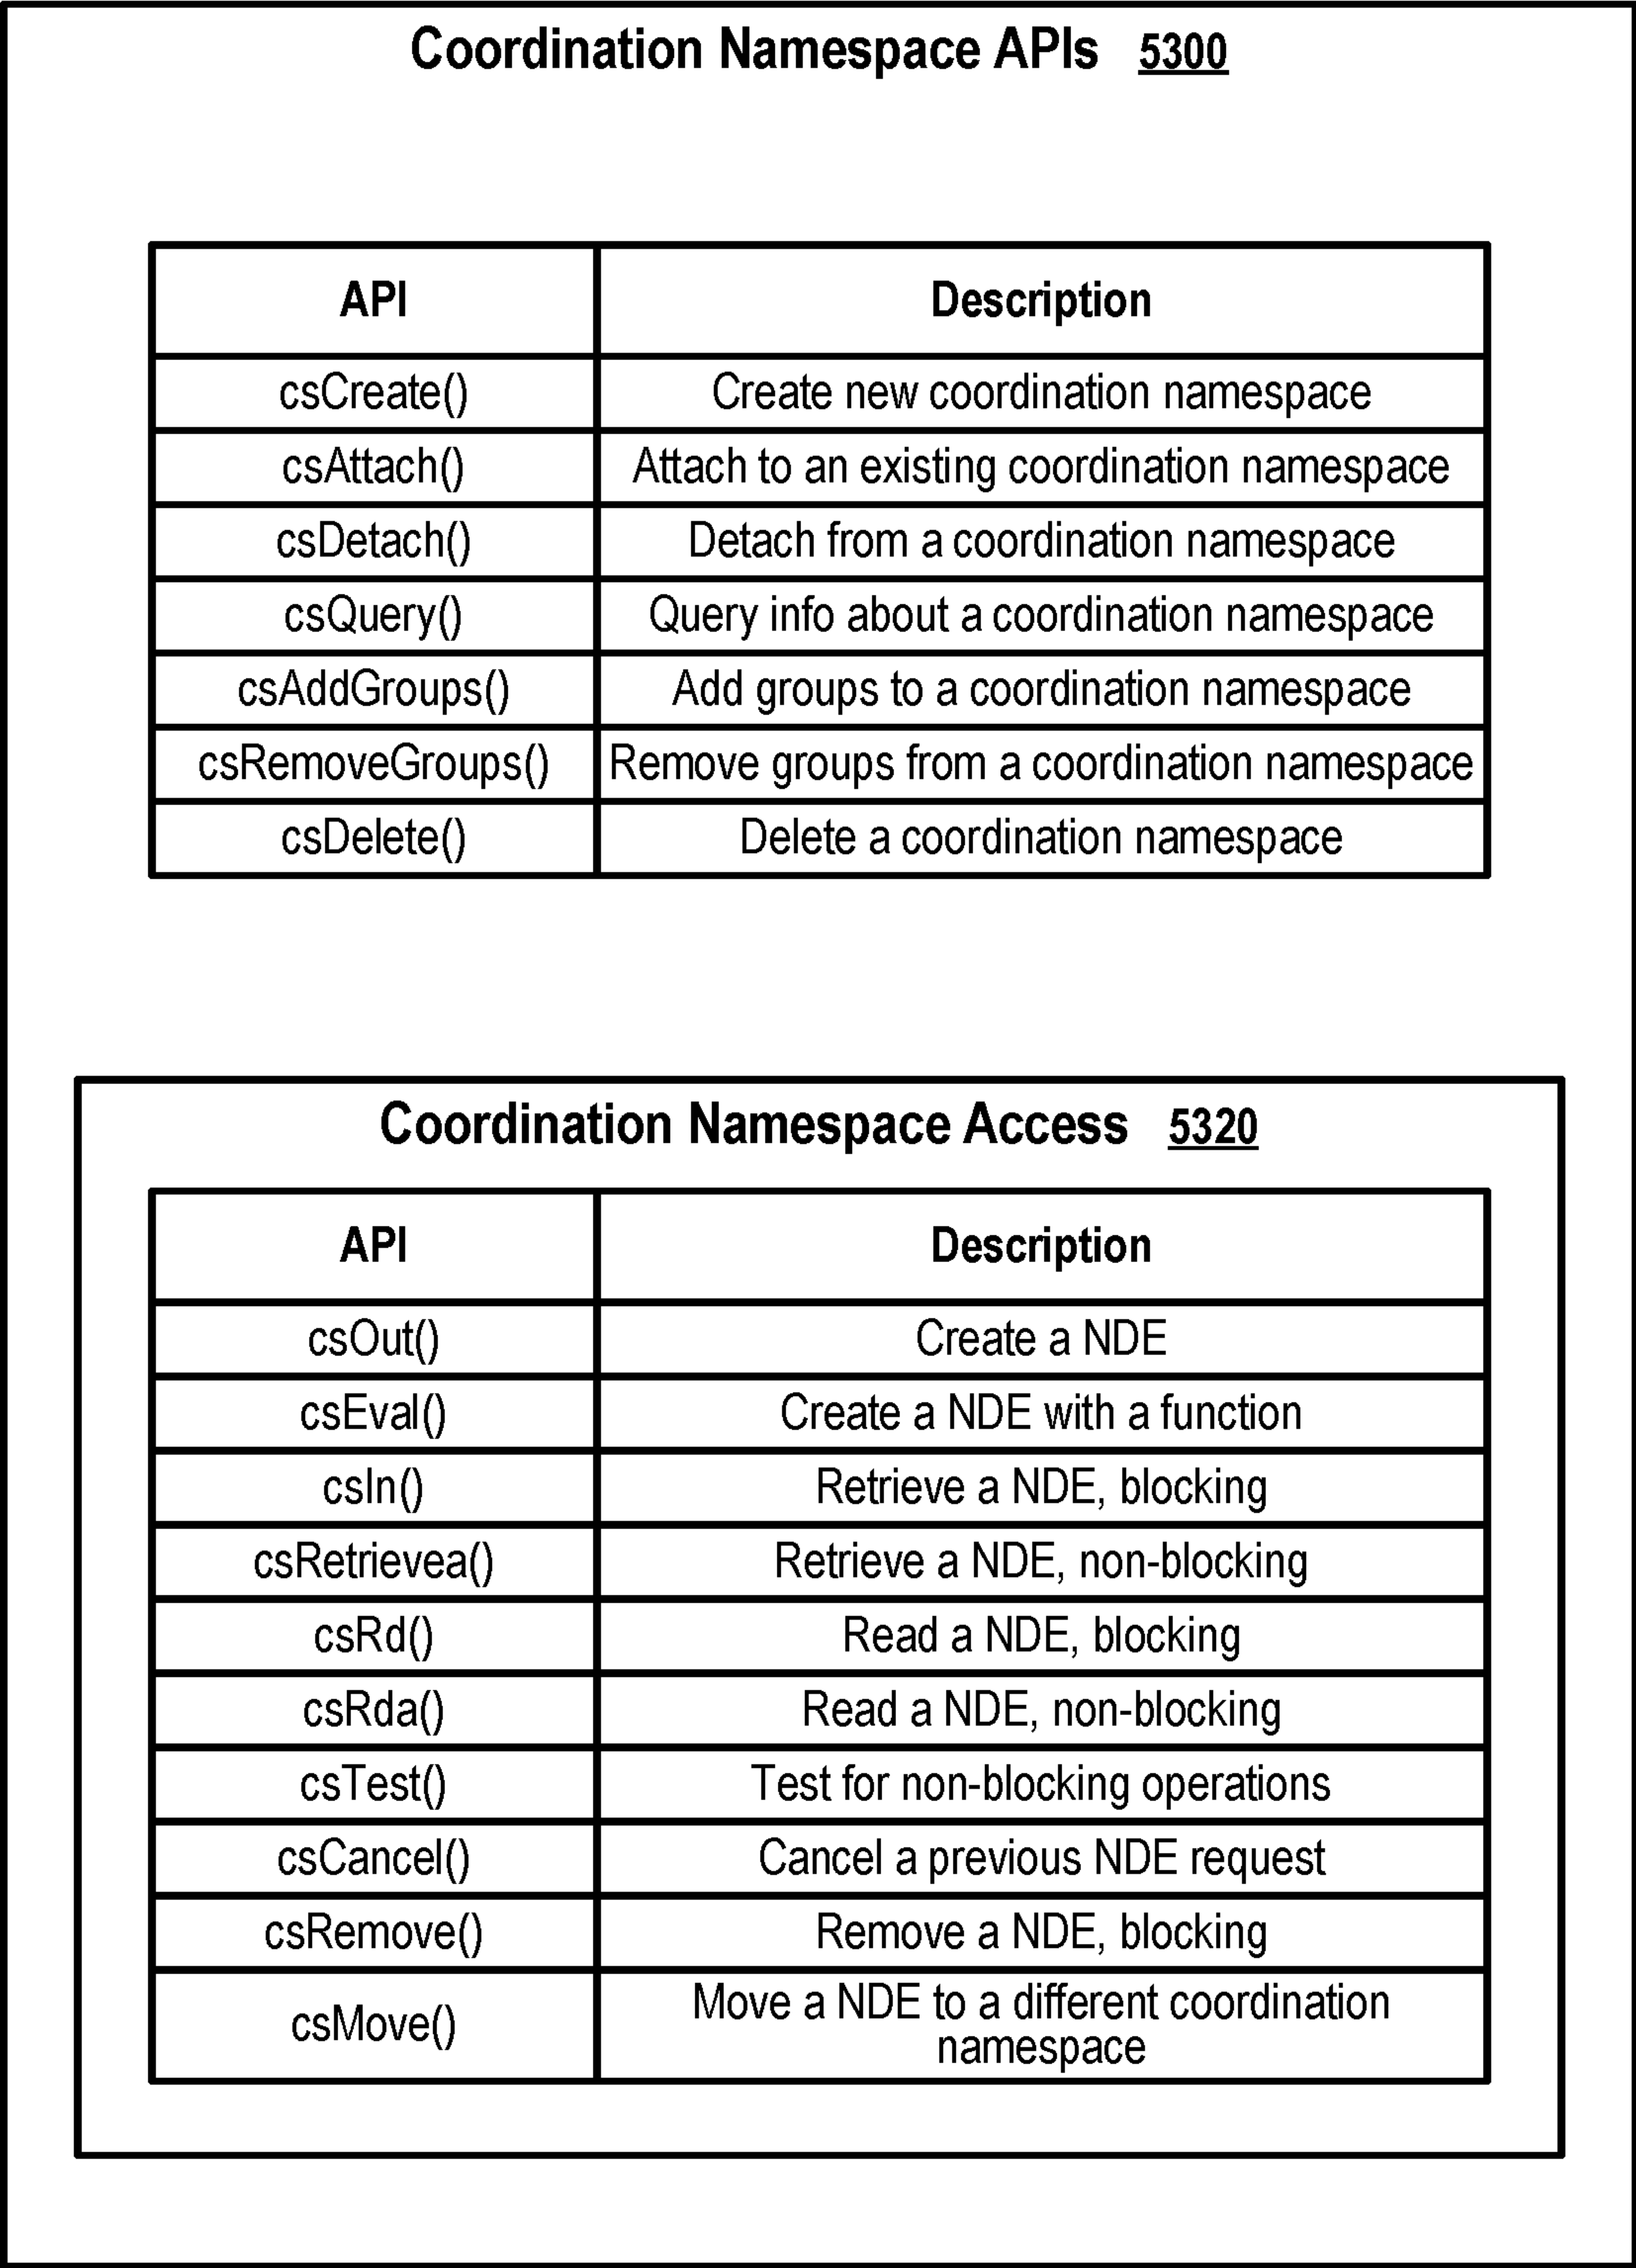 Coordination Namespace APIs 5300
API Description
csCreate() Create new coordination namespace
csAttach() Attach to an existing coordination namespace
csDetach() Detach from a coordination namespace
csQuery() Query info about a coordination namespace
csAddGroups() Add groups to a coordination namespace
csRemoveGroups() Remove groups from a coordination namespace
csDelete() Delete a coordination namespace
Coordination Namespace Access 5320
API Description
csOut() Create a NDE
csEval() Create a NDE with a function
csIn() Retrieve a NDE, blocking
csRetrievea() Retrieve a NDE, non-blocking
csRd() Read a NDE, blocking
csRda() Read a NDE, non-blocking
csTest() Test for non-blocking operations
csCancel() Cancel a previous NDE request
csRemove() Remove a NDE, blocking
csMove() Move a NDE to a different coordination
namespace